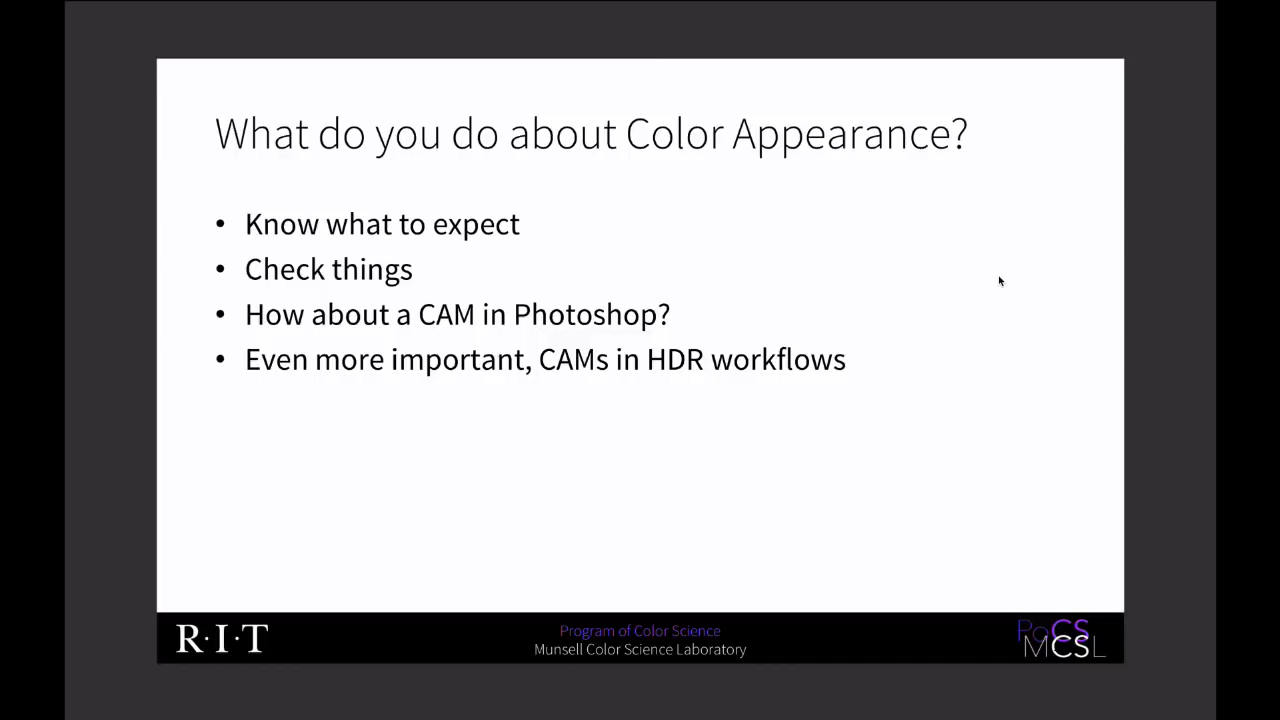 What do you do about Color Appearance?
• Know what to expect
• Check things
• How about a CAM in Photoshop?
• Even more important, CAMs in HDR workflows
R·I·T
Program of Color Science
Munsell Color Science Laboratory
PoCS
MCSL